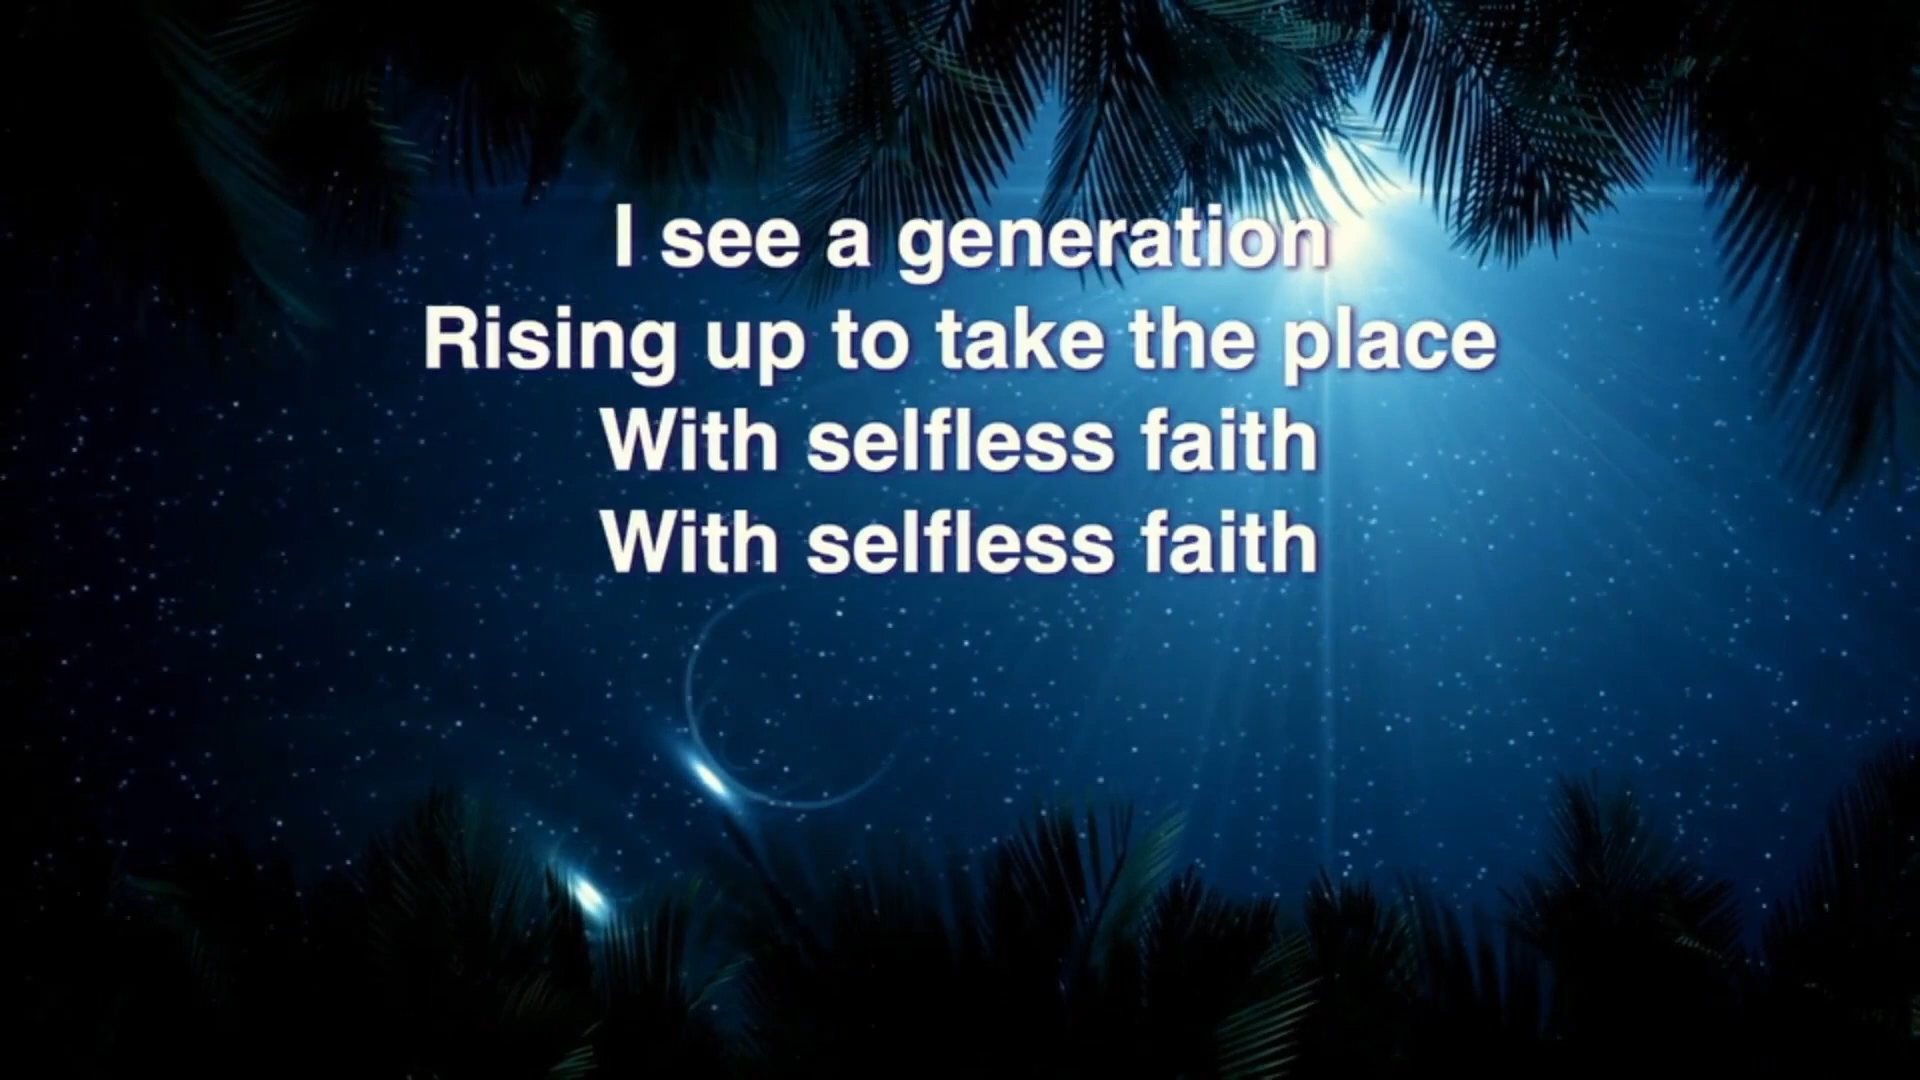 I see a generation
Rising up to take the place
With selfless faith
With selfless faith